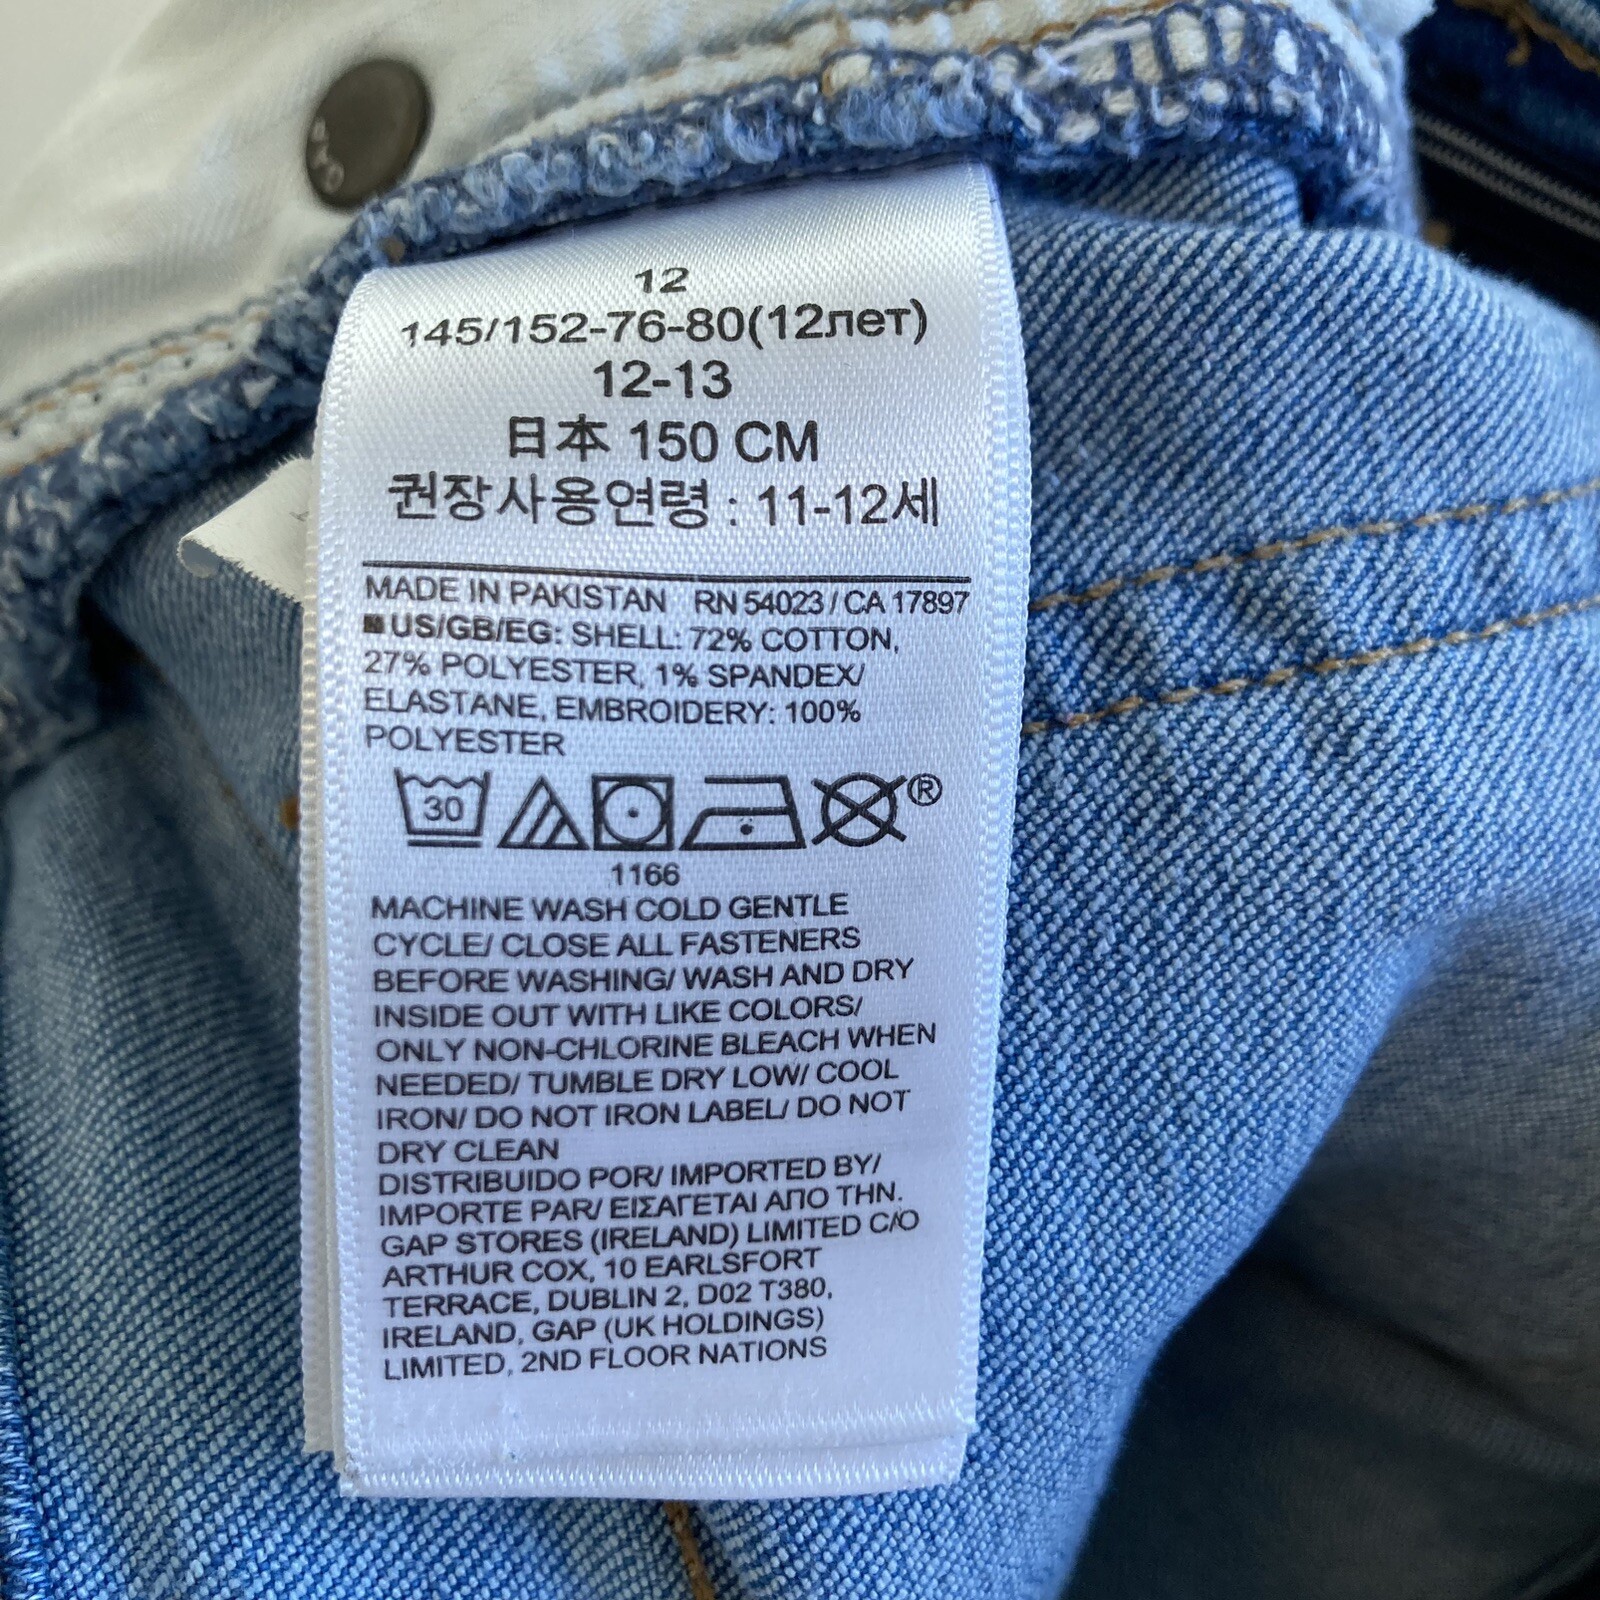 12
145/152-76-80(12лет)
12-13
日本 150 CM
권장사용연령 : 11-12세
MADE IN PAKISTAN RN 54023 / CA 17897
US/GB/EG: SHELL: 72% COTTON,
27% POLYESTER, 1% SPANDEX/
ELASTANE, EMBROIDERY: 100%
POLYESTER
30 ®
1166
MACHINE WASH COLD GENTLE
CYCLE/ CLOSE ALL FASTENERS
BEFORE WASHING/ WASH AND DRY
INSIDE OUT WITH LIKE COLORS/
ONLY NON-CHLORINE BLEACH WHEN
NEEDED/ TUMBLE DRY LOW/ COOL
IRON/ DO NOT IRON LABEL/ DO NOT
DRY CLEAN
DISTRIBUIDO POR/ IMPORTED BY/
IMPORTE PAR/ ΕΙΣΑΓΕΤΑΙ ΑΠΟ ΤΗΝ.
GAP STORES (IRELAND) LIMITED C/O
ARTHUR COX, 10 EARLSFORT
TERRACE, DUBLIN 2, D02 T380,
IRELAND, GAP (UK HOLDINGS)
LIMITED, 2ND FLOOR NATIONS